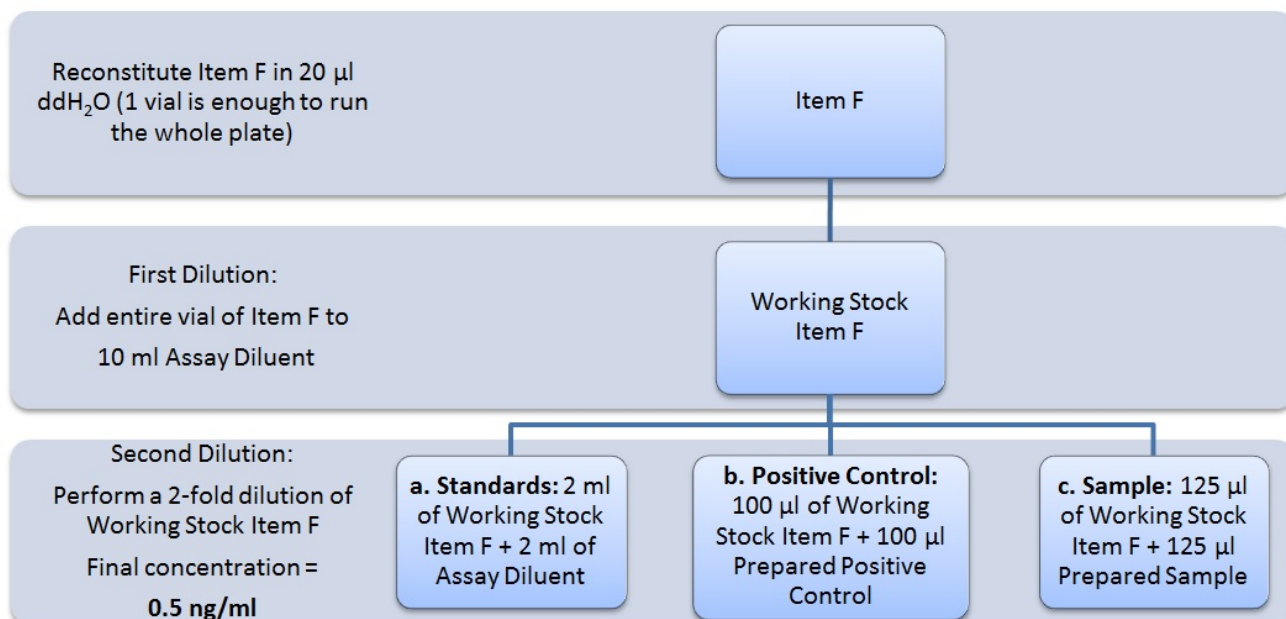 Reconstitute Item F in 20 µl
ddH₂O (1 vial is enough to run
the whole plate)
Item F
First Dilution:
Add entire vial of Item F to
10 ml Assay Diluent
Working Stock
Item F
Second Dilution:
Perform a 2-fold dilution of
Working Stock Item F
Final concentration =
0.5 ng/ml
a. Standards: 2 ml
of Working Stock
Item F + 2 ml of
Assay Diluent
b. Positive Control:
100 µl of Working
Stock Item F + 100 µl
Prepared Positive
Control
c. Sample: 125 µl
of Working Stock
Item F + 125 µl
Prepared Sample